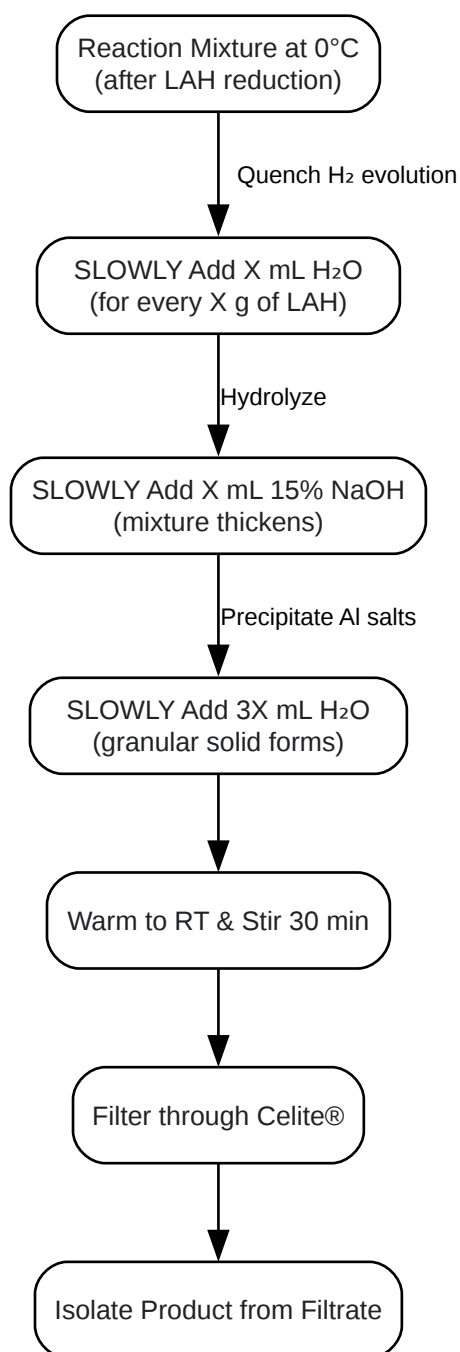 Reaction Mixture at 0°C
(after LAH reduction)
Quench H₂ evolution
SLOWLY Add X mL H₂O
(for every X g of LAH)
Hydrolyze
SLOWLY Add X mL 15% NaOH
(mixture thickens)
Precipitate Al salts
SLOWLY Add 3X mL H₂O
(granular solid forms)
Warm to RT & Stir 30 min
Filter through Celite®
Isolate Product from Filtrate